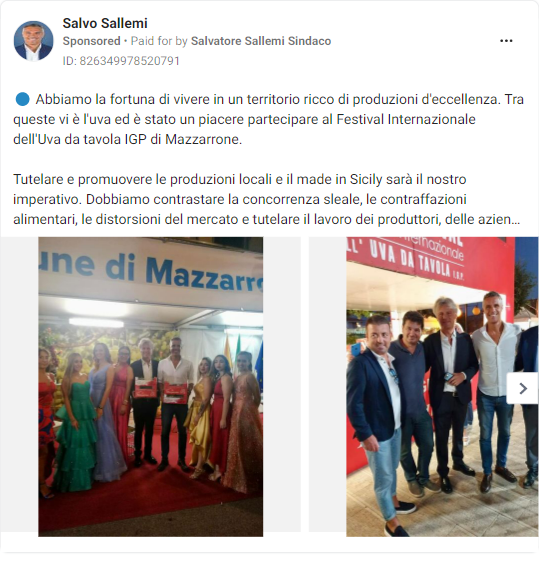 Salvo Sallemi
Sponsored • Paid for by Salvatore Sallemi Sindaco
ID: 826349978520791
🔵 Abbiamo la fortuna di vivere in un territorio ricco di produzioni d'eccellenza. Tra
queste vi è l'uva ed è stato un piacere partecipare al Festival Internazionale
dell'Uva da tavola IGP di Mazzarrone.
Tutelare e promuovere le produzioni locali e il made in Sicily sarà il nostro
imperativo. Dobbiamo contrastare la concorrenza sleale, le contraffazioni
alimentari, le distorsioni del mercato e tutelare il lavoro dei produttori, delle azien...
une di Mazzarro
nternazionale
LL' UVA DA TAVOLA I.G.P.